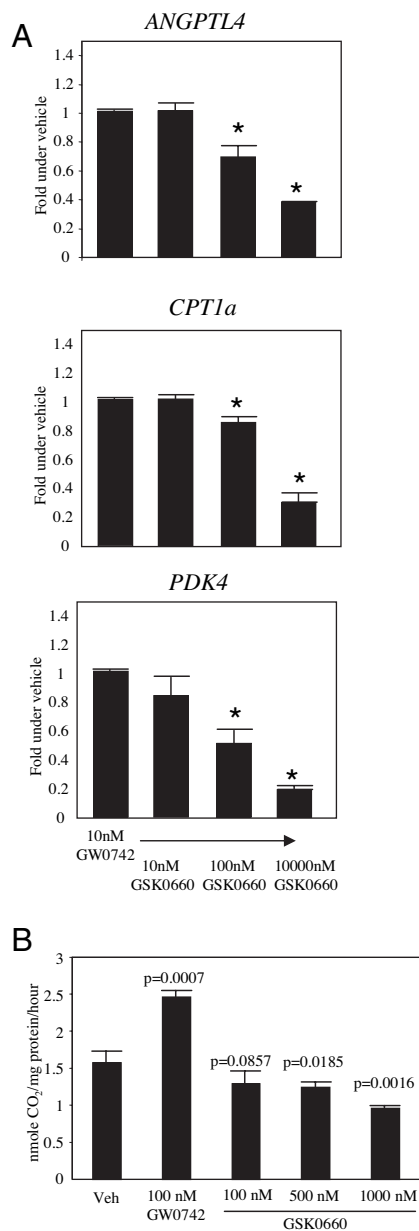 A
ANGPTL4
Fold under vehicle
1.4
1.2
1
0.8
0.6
0.4
0.2
0
*
*
CPT1a
Fold under vehicle
1.4
1.2
1
0.8
0.6
0.4
0.2
0
*
*
PDK4
Fold under vehicle
1.4
1.2
1
0.8
0.6
0.4
0.2
0
*
*
10nM
GW0742
10nM 100nM 10000nM
GSK0660 GSK0660 GSK0660
B
nmole CO2/mg protein/hour
3
2.5
2
1.5
1
0.5
0
p=0.0007
p=0.0857
p=0.0185
p=0.0016
Veh 100 nM 100 nM 500 nM 1000 nM
GW0742
GSK0660